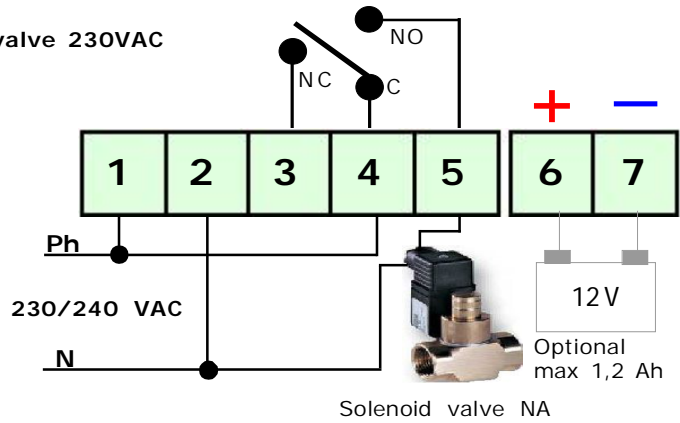 valve 230VAC
NO
NC
C
+ −
1 2 3 4 5 6 7
Ph
230/240 VAC
12V
N
Optional
max 1,2 Ah
Solenoid valve NA